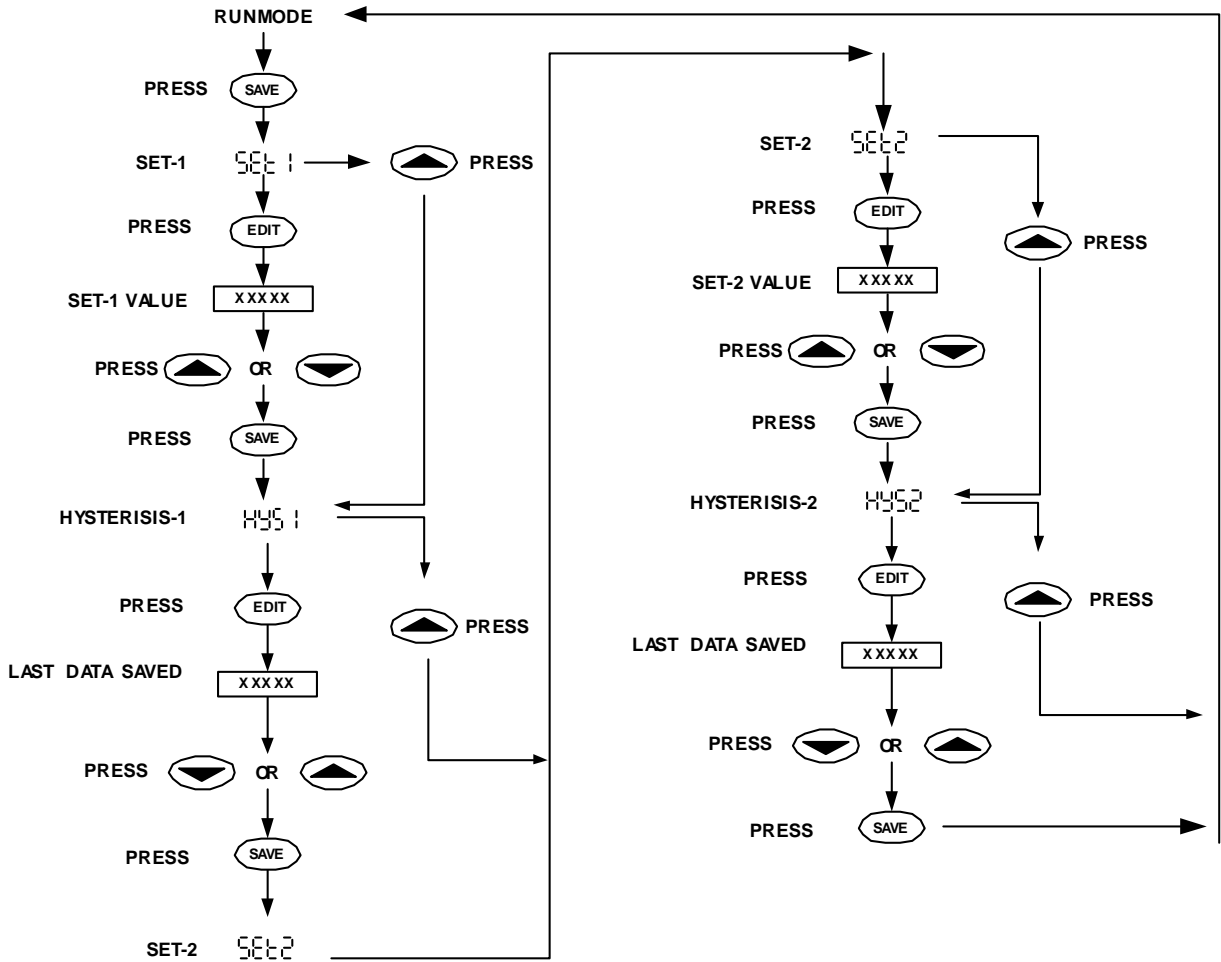 RUNMODE
PRESS SAVE
SET-1 SEt 1 PRESS
PRESS EDIT
SET-1 VALUE XXXXX
PRESS OR
PRESS SAVE
HYSTERISIS-1 HYS 1
PRESS EDIT
PRESS
LAST DATA SAVED XXXXX
PRESS OR
PRESS SAVE
SET-2 SEt2
SET-2 SEt2
PRESS EDIT
PRESS
SET-2 VALUE XXXXX
PRESS OR
PRESS SAVE
HYSTERISIS-2 HYS2
PRESS EDIT
PRESS
LAST DATA SAVED XXXXX
PRESS OR
PRESS SAVE